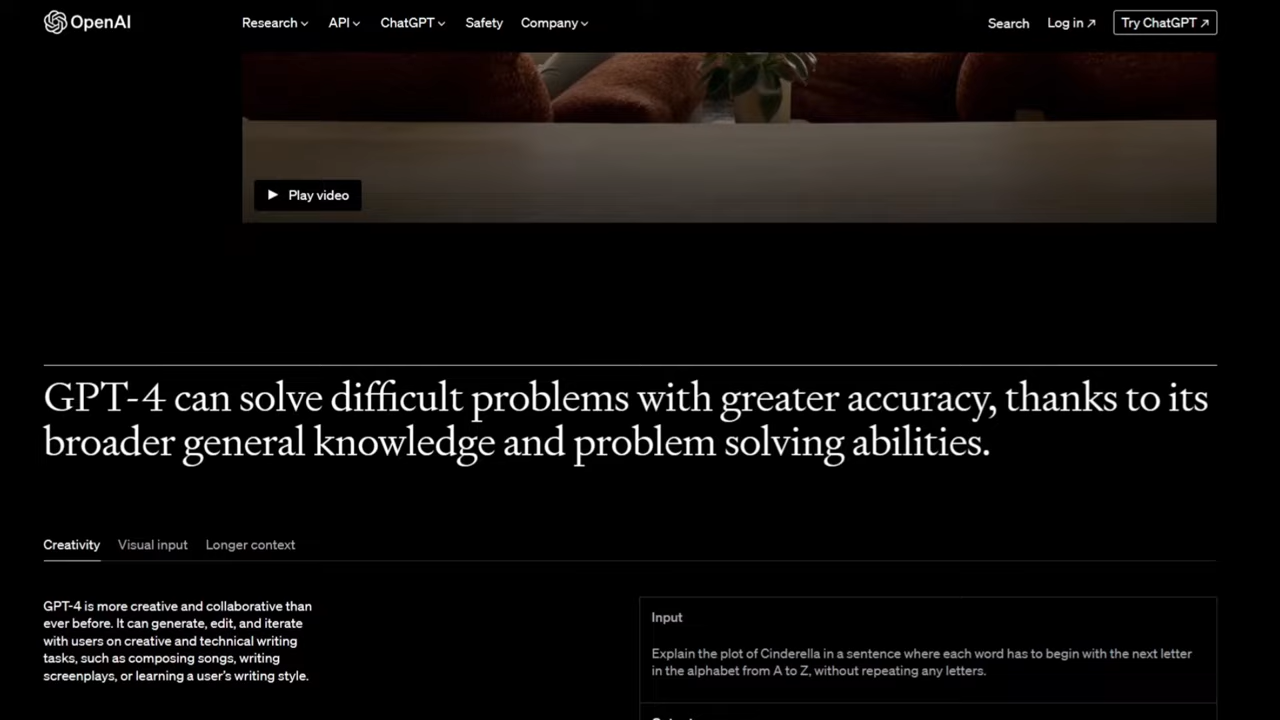 OpenAI Research API ChatGPT Safety Company Search Log in ↗ Try ChatGPT ↗
Play video
GPT-4 can solve difficult problems with greater accuracy, thanks to its
broader general knowledge and problem solving abilities.
Creativity Visual input Longer context
GPT-4 is more creative and collaborative than
ever before. It can generate, edit, and iterate
with users on creative and technical writing
tasks, such as composing songs, writing
screenplays, or learning a user's writing style.
Input
Explain the plot of Cinderella in a sentence where each word has to begin with the next letter
in the alphabet from A to Z, without repeating any letters.